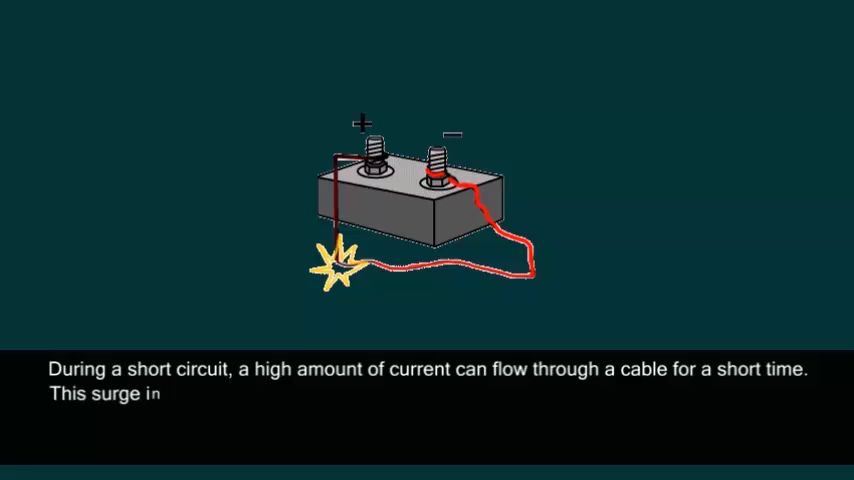 + −
During a short circuit, a high amount of current can flow through a cable for a short time.
This surge in